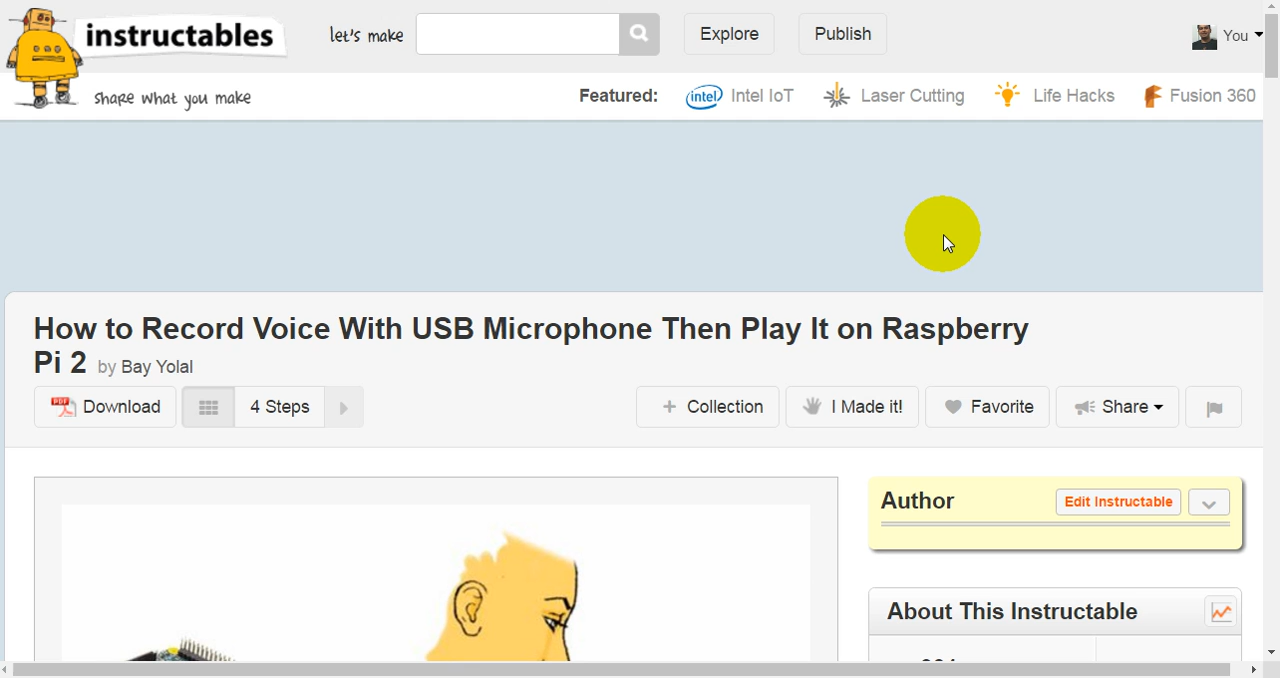 instructables
let's make
Explore
Publish
You
share what you make
Featured:
intel
Intel IoT
Laser Cutting
Life Hacks
Fusion 360
How to Record Voice With USB Microphone Then Play It on Raspberry
Pi 2 by Bay Yolal
PDF
Download
4 Steps
+ Collection
I Made it!
Favorite
Share
Author
Edit Instructable
About This Instructable